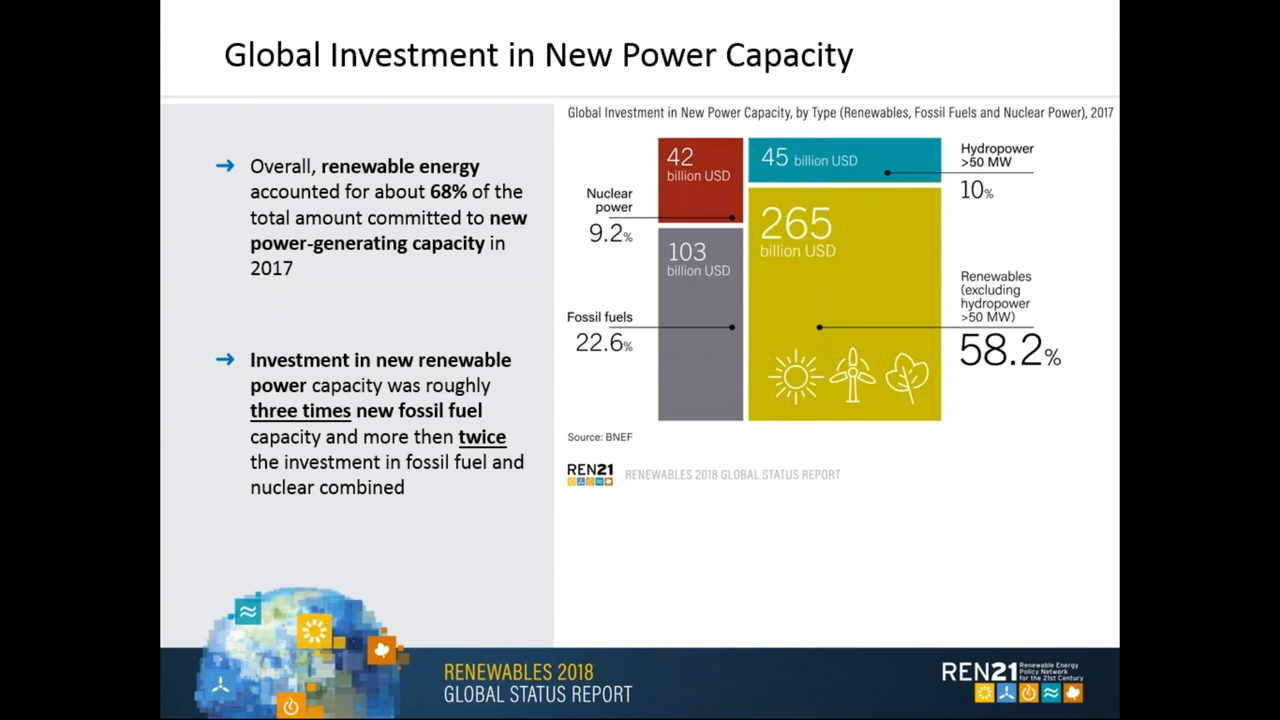 Global Investment in New Power Capacity
Overall, renewable energy
accounted for about 68% of the
total amount committed to new
power-generating capacity in
2017
Investment in new renewable
power capacity was roughly
three times new fossil fuel
capacity and more then twice
the investment in fossil fuel and
nuclear combined
Global Investment in New Power Capacity, by Type (Renewables, Fossil Fuels and Nuclear Power), 2017
Nuclear
power
9.2%
Fossil fuels
22.6%
42
billion USD
103
billion USD
45 billion USD
265
billion USD
Hydropower
>50 MW
10%
Renewables
(excluding
hydropower
>50 MW)
58.2%
Source: BNEF
REN21 RENEWABLES 2018 GLOBAL STATUS REPORT
RENEWABLES 2018
GLOBAL STATUS REPORT
REN21
Renewable Energy
Policy Network
for the 21st Century